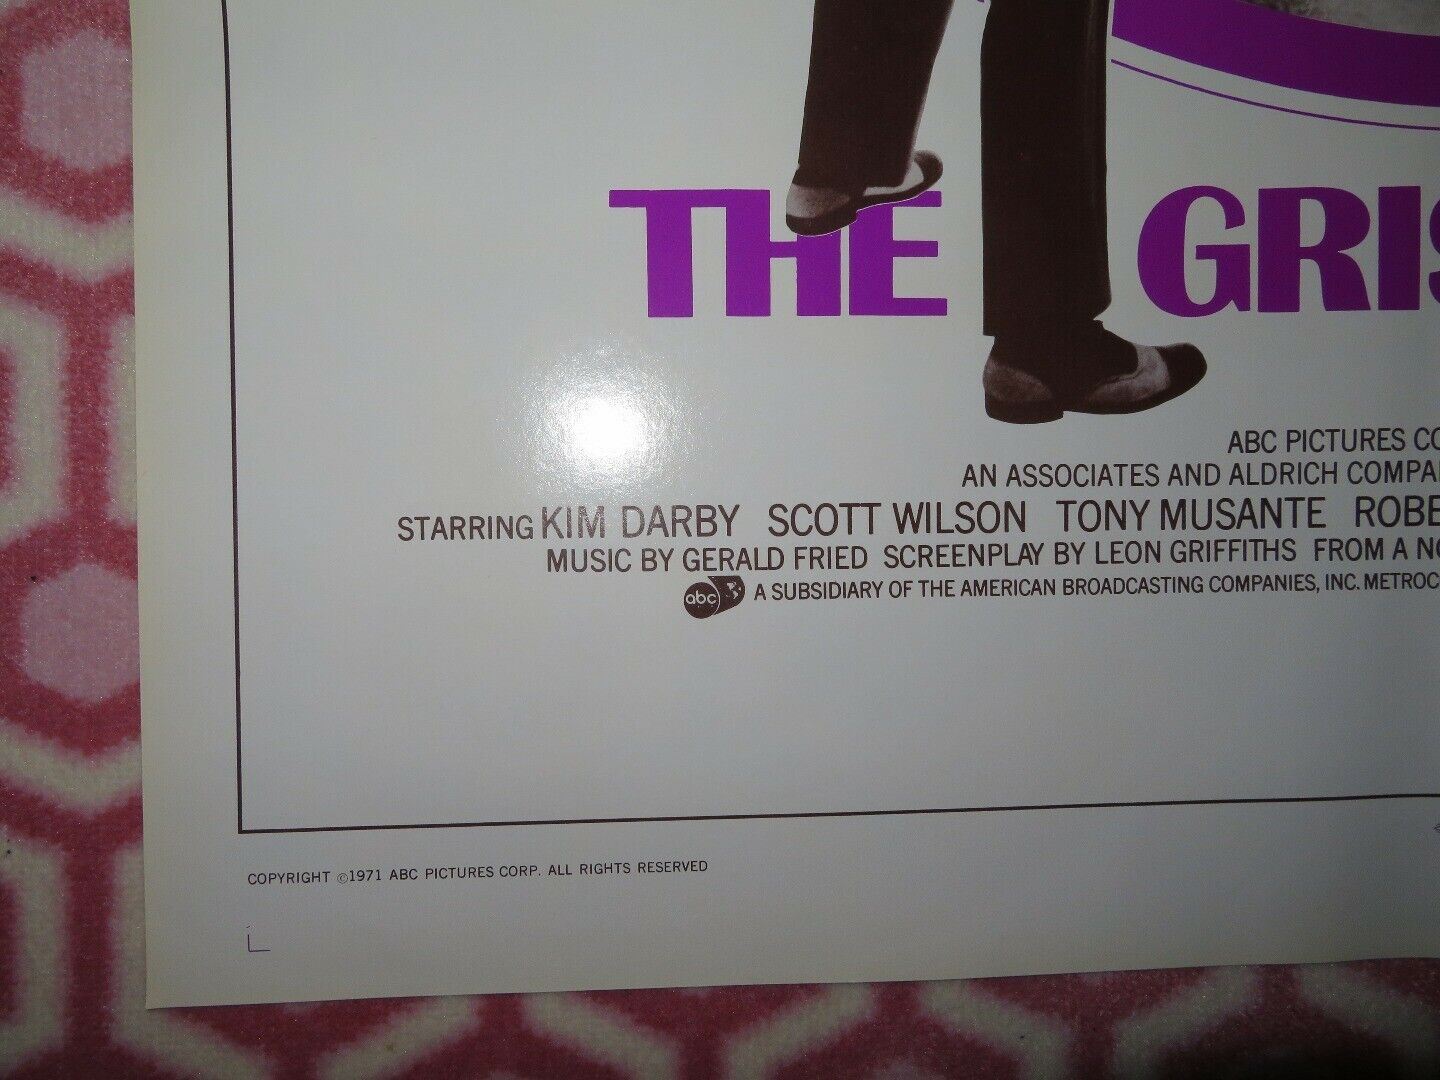 THE GRIS
ABC PICTURES CO
AN ASSOCIATES AND ALDRICH COMPA
STARRING KIM DARBY SCOTT WILSON TONY MUSANTE ROBE
MUSIC BY GERALD FRIED SCREENPLAY BY LEON GRIFFITHS FROM A NO
abc A SUBSIDIARY OF THE AMERICAN BROADCASTING COMPANIES, INC. METROC
COPYRIGHT ©1971 ABC PICTURES CORP. ALL RIGHTS RESERVED